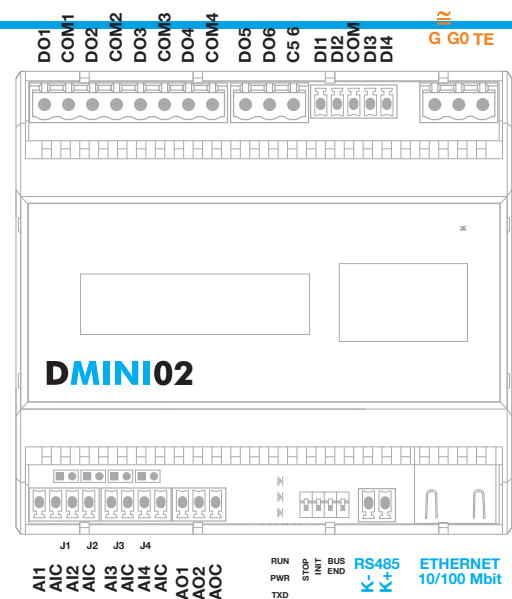 DO1 COM1 DO2 COM2 DO3 COM3 DO4 COM4 DO5 DO6 C5 6 DI1 DI2 COM DI3 DI4 G G0 TE
DMINI02
J1 J2 J3 J4
AI1 AIC AI2 AIC AI3 AIC AI4 AIC AO1 AO2 AOC
RUN
PWR
TXD
STOP
INIT
BUS
END
RS485
K-
K+
ETHERNET
10/100 Mbit